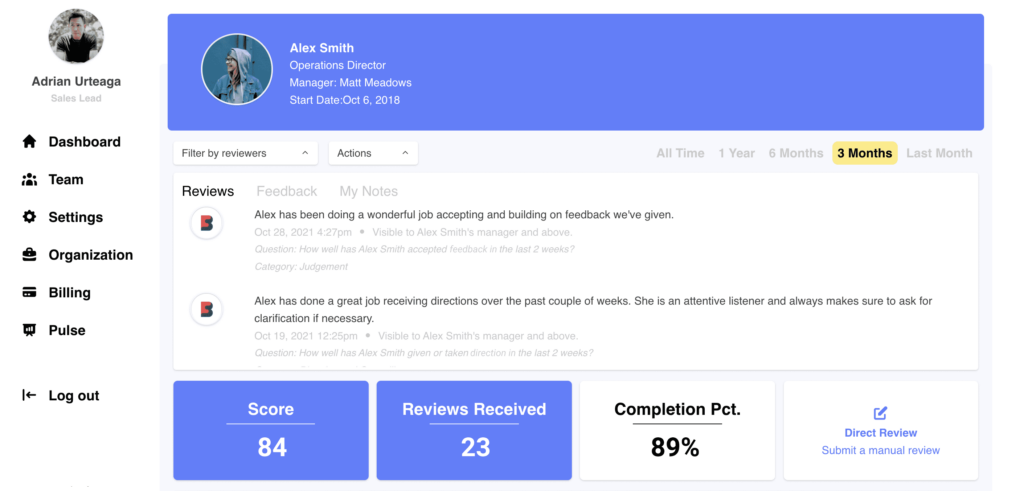 Adrian Urteaga
Sales Lead
Dashboard
Team
Settings
Organization
Billing
Pulse
Log out
Alex Smith
Operations Director
Manager: Matt Meadows
Start Date:Oct 6, 2018
Filter by reviewers
Actions
All Time 1 Year 6 Months 3 Months Last Month
Reviews Feedback My Notes
Alex has been doing a wonderful job accepting and building on feedback we've given.
Oct 28, 2021 4:27pm • Visible to Alex Smith's manager and above.
Question: How well has Alex Smith accepted feedback in the last 2 weeks?
Category: Judgement
Alex has done a great job receiving directions over the past couple of weeks. She is an attentive listener and always makes sure to ask for
clarification if necessary.
Oct 19, 2021 12:25pm • Visible to Alex Smith's manager and above.
Question: How well has Alex Smith given or taken direction in the last 2 weeks?
Score
84
Reviews Received
23
Completion Pct.
89%
Direct Review
Submit a manual review